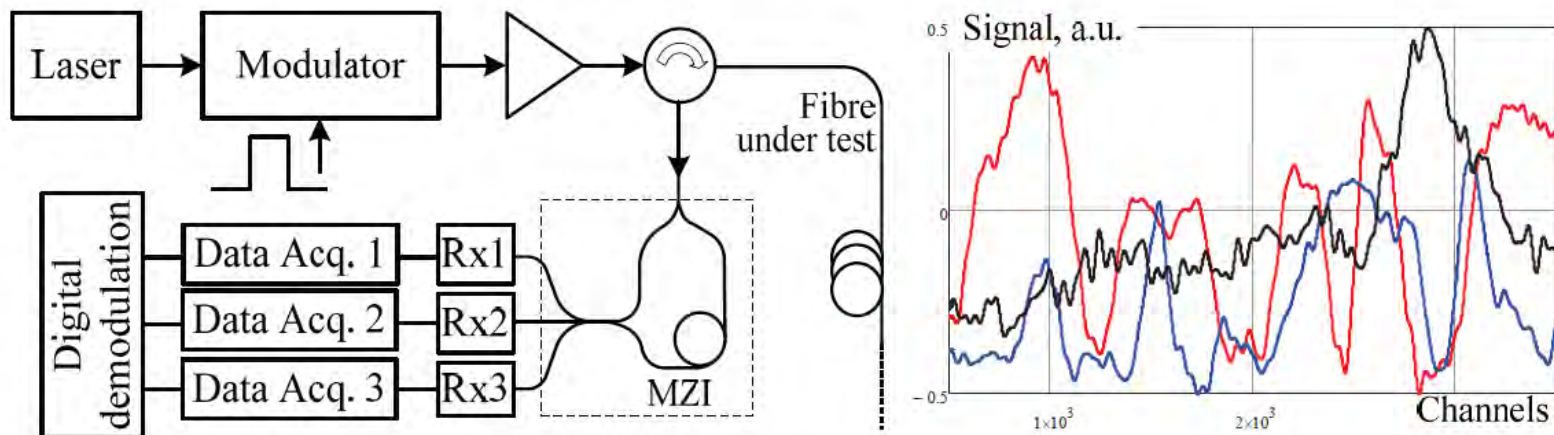 Laser
Modulator
Fibre
under test
Digital
demodulation
Data Acq. 1
Rx1
Data Acq. 2
Rx2
Data Acq. 3
Rx3
MZI
Signal, a.u.
0.5
0
– 0.5
1×10³
2×10³
Channels